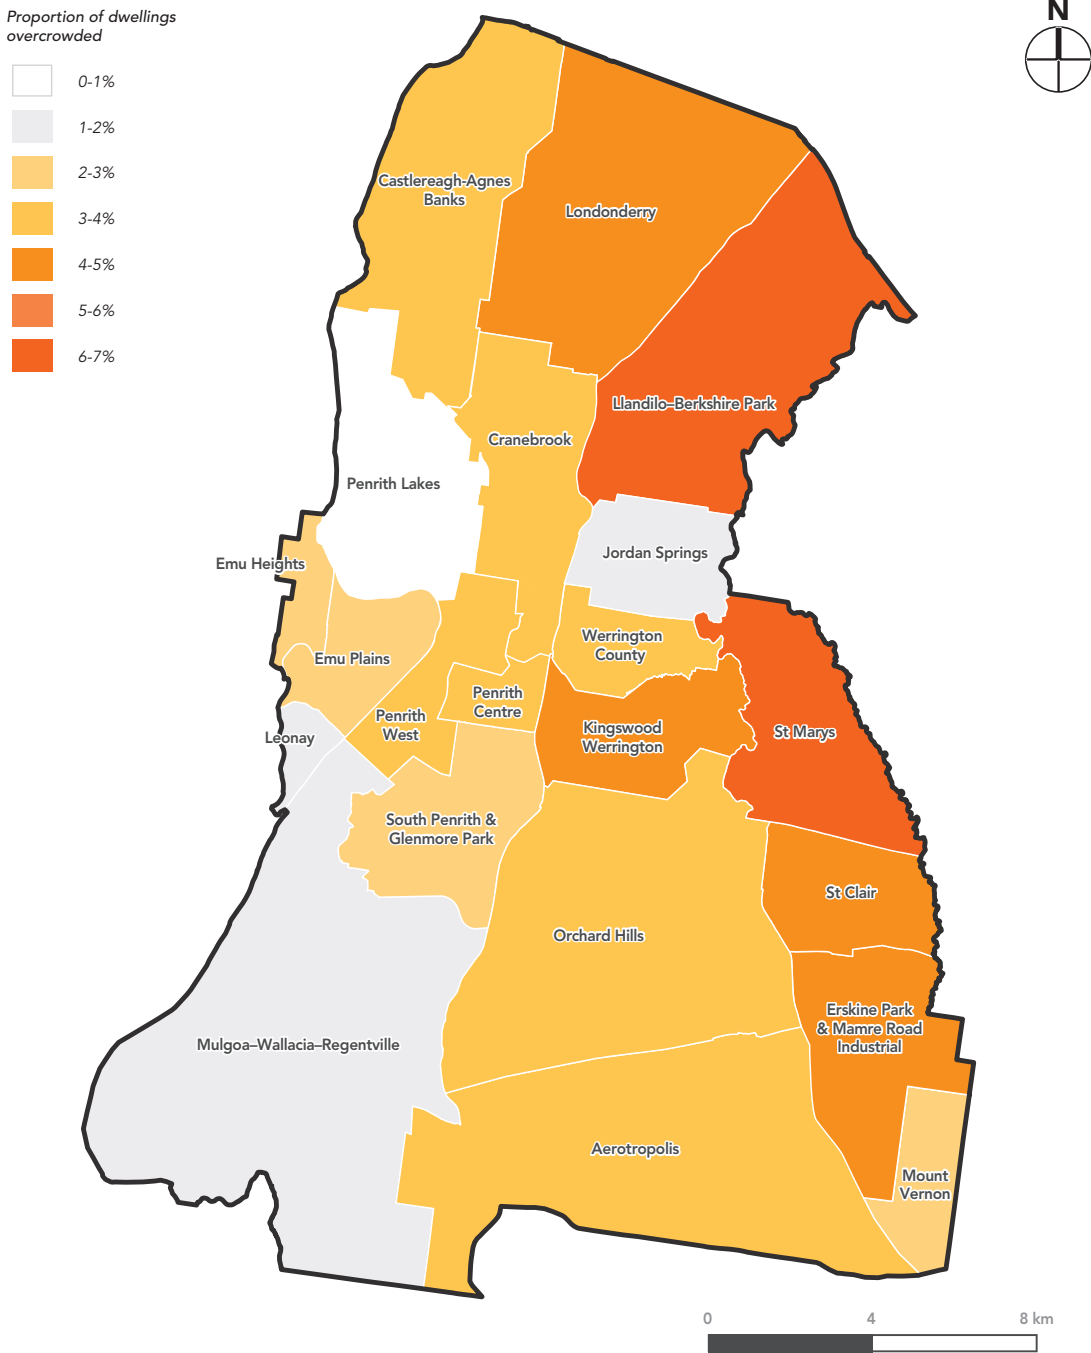 Proportion of dwellings
overcrowded
0-1%
1-2%
2-3%
3-4%
4-5%
5-6%
6-7%
N
Castlereagh-Agnes
Banks
Londonderry
Llandilo–Berkshire Park
Cranebrook
Penrith Lakes
Jordan Springs
Emu Heights
Werrington
County
Emu Plains
Penrith
Centre
Penrith
West
Kingswood
Werrington
St Marys
Leonay
South Penrith &
Glenmore Park
St Clair
Orchard Hills
Erskine Park
& Mamre Road
Industrial
Mulgoa–Wallacia–Regentville
Aerotropolis
Mount
Vernon
0 4 8 km